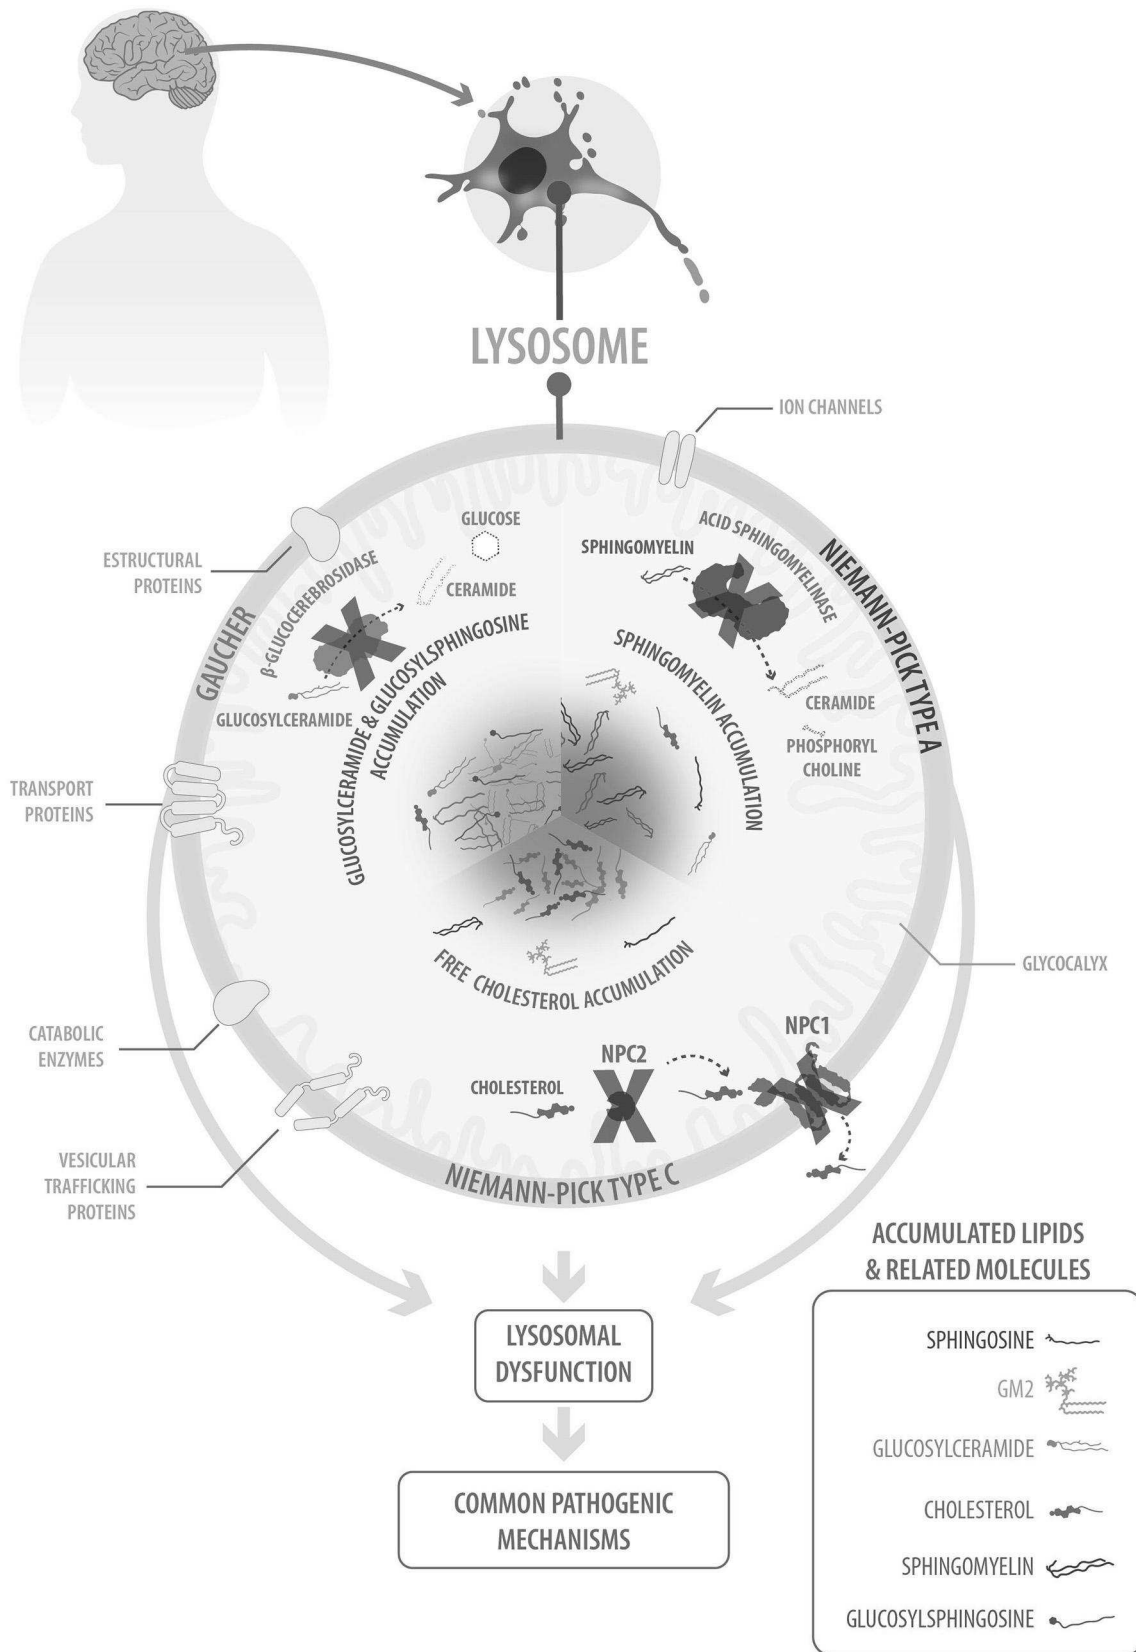 LYSOSOME
ION CHANNELS
GLUCOSE
ACID SPHINGOMYELINASE
SPHINGOMYELIN
NIEMANN-PICK TYPE A
ESTRUCTURAL
PROTEINS
β-GLUCOCEREBROSIDASE
CERAMIDE
GAUCHER
GLUCOSYLCERAMIDE
GLUCOSYLCERAMIDE & GLUCOSYLSPHINGOSINE
ACCUMULATION
SPHINGOMYELIN ACCUMULATION
CERAMIDE
PHOSPHORYL
CHOLINE
TRANSPORT
PROTEINS
FREE CHOLESTEROL ACCUMULATION
GLYCOCALYX
CATABOLIC
ENZYMES
NPC1
NPC2
CHOLESTEROL
VESICULAR
TRAFFICKING
PROTEINS
NIEMANN-PICK TYPE C
LYSOSOMAL
DYSFUNCTION
COMMON PATHOGENIC
MECHANISMS
ACCUMULATED LIPIDS
& RELATED MOLECULES
SPHINGOSINE
GM2
GLUCOSYLCERAMIDE
CHOLESTEROL
SPHINGOMYELIN
GLUCOSYLSPHINGOSINE